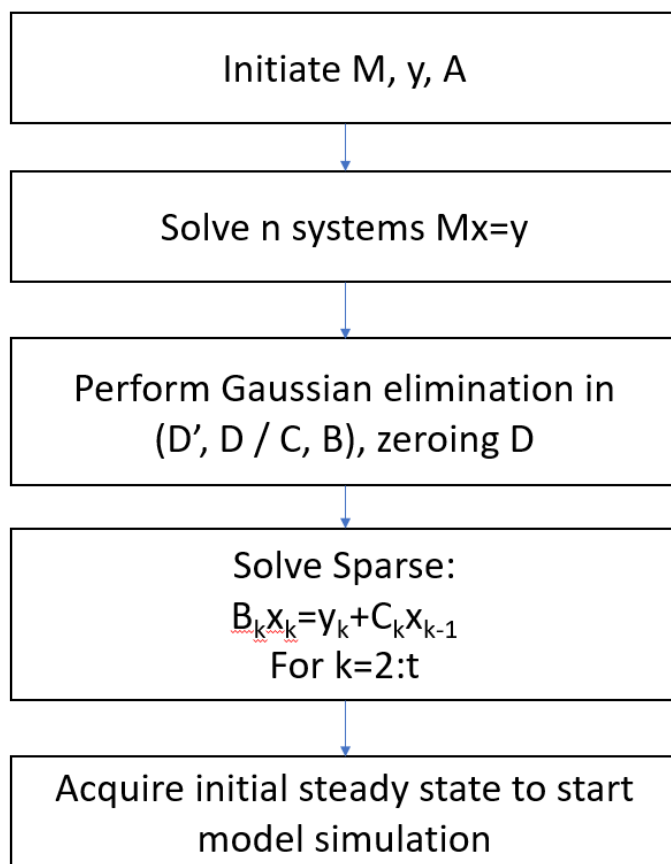 Initiate M, y, A
Solve n systems Mx=y
Perform Gaussian elimination in
(D’, D / C, B), zeroing D
Solve Sparse:
Bₖxₖ=yₖ+Cₖxₖ₋₁
For k=2:t
Acquire initial steady state to start
model simulation